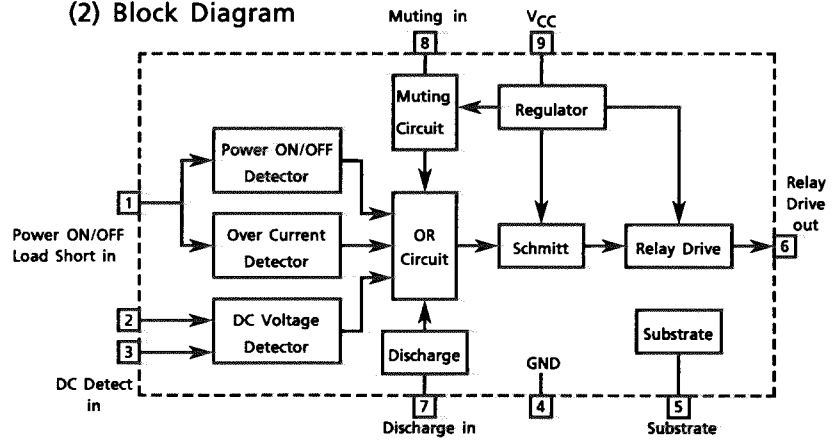 (2) Block Diagram
Muting in
VCC
8
9
Muting
Circuit
Regulator
Power ON/OFF
Detector
1
Power ON/OFF
Load Short in
Over Current
Detector
OR
Circuit
Schmitt
Relay Drive
Relay
Drive
out
6
2
3
DC Voltage
Detector
DC Detect
in
Discharge
Substrate
GND
7
4
5
Discharge in
Substrate